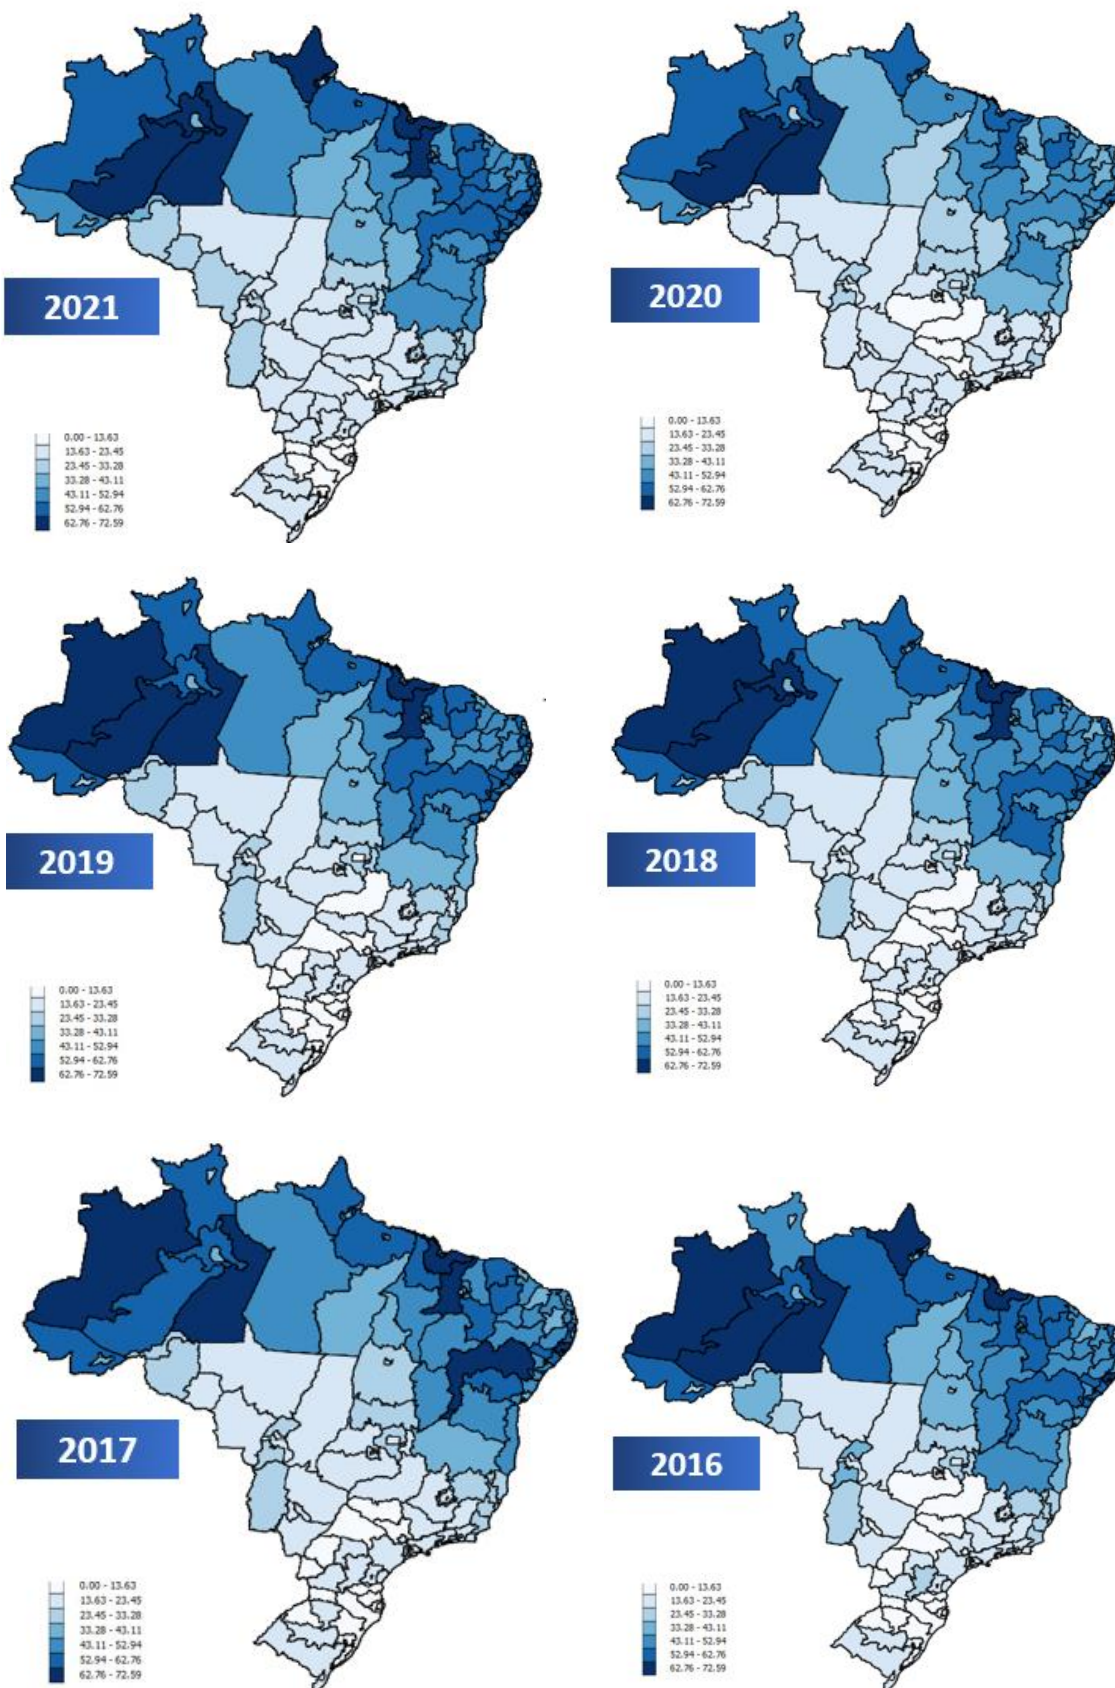 2021
2020
0.00 - 13.63
13.63 - 23.45
23.45 - 33.28
33.28 - 43.11
43.11 - 52.94
52.94 - 62.76
62.76 - 72.59
0.00 - 13.63
13.63 - 23.45
23.45 - 33.28
33.28 - 43.11
43.11 - 52.94
52.94 - 62.76
62.76 - 72.59
2019
2018
0.00 - 13.63
13.63 - 23.45
23.45 - 33.28
33.28 - 43.11
43.11 - 52.94
52.94 - 62.76
62.76 - 72.59
0.00 - 13.63
13.63 - 23.45
23.45 - 33.28
33.28 - 43.11
43.11 - 52.94
52.94 - 62.76
62.76 - 72.59
2017
2016
0.00 - 13.63
13.63 - 23.45
23.45 - 33.28
33.28 - 43.11
43.11 - 52.94
52.94 - 62.76
62.76 - 72.59
0.00 - 13.63
13.63 - 23.45
23.45 - 33.28
33.28 - 43.11
43.11 - 52.94
52.94 - 62.76
62.76 - 72.59